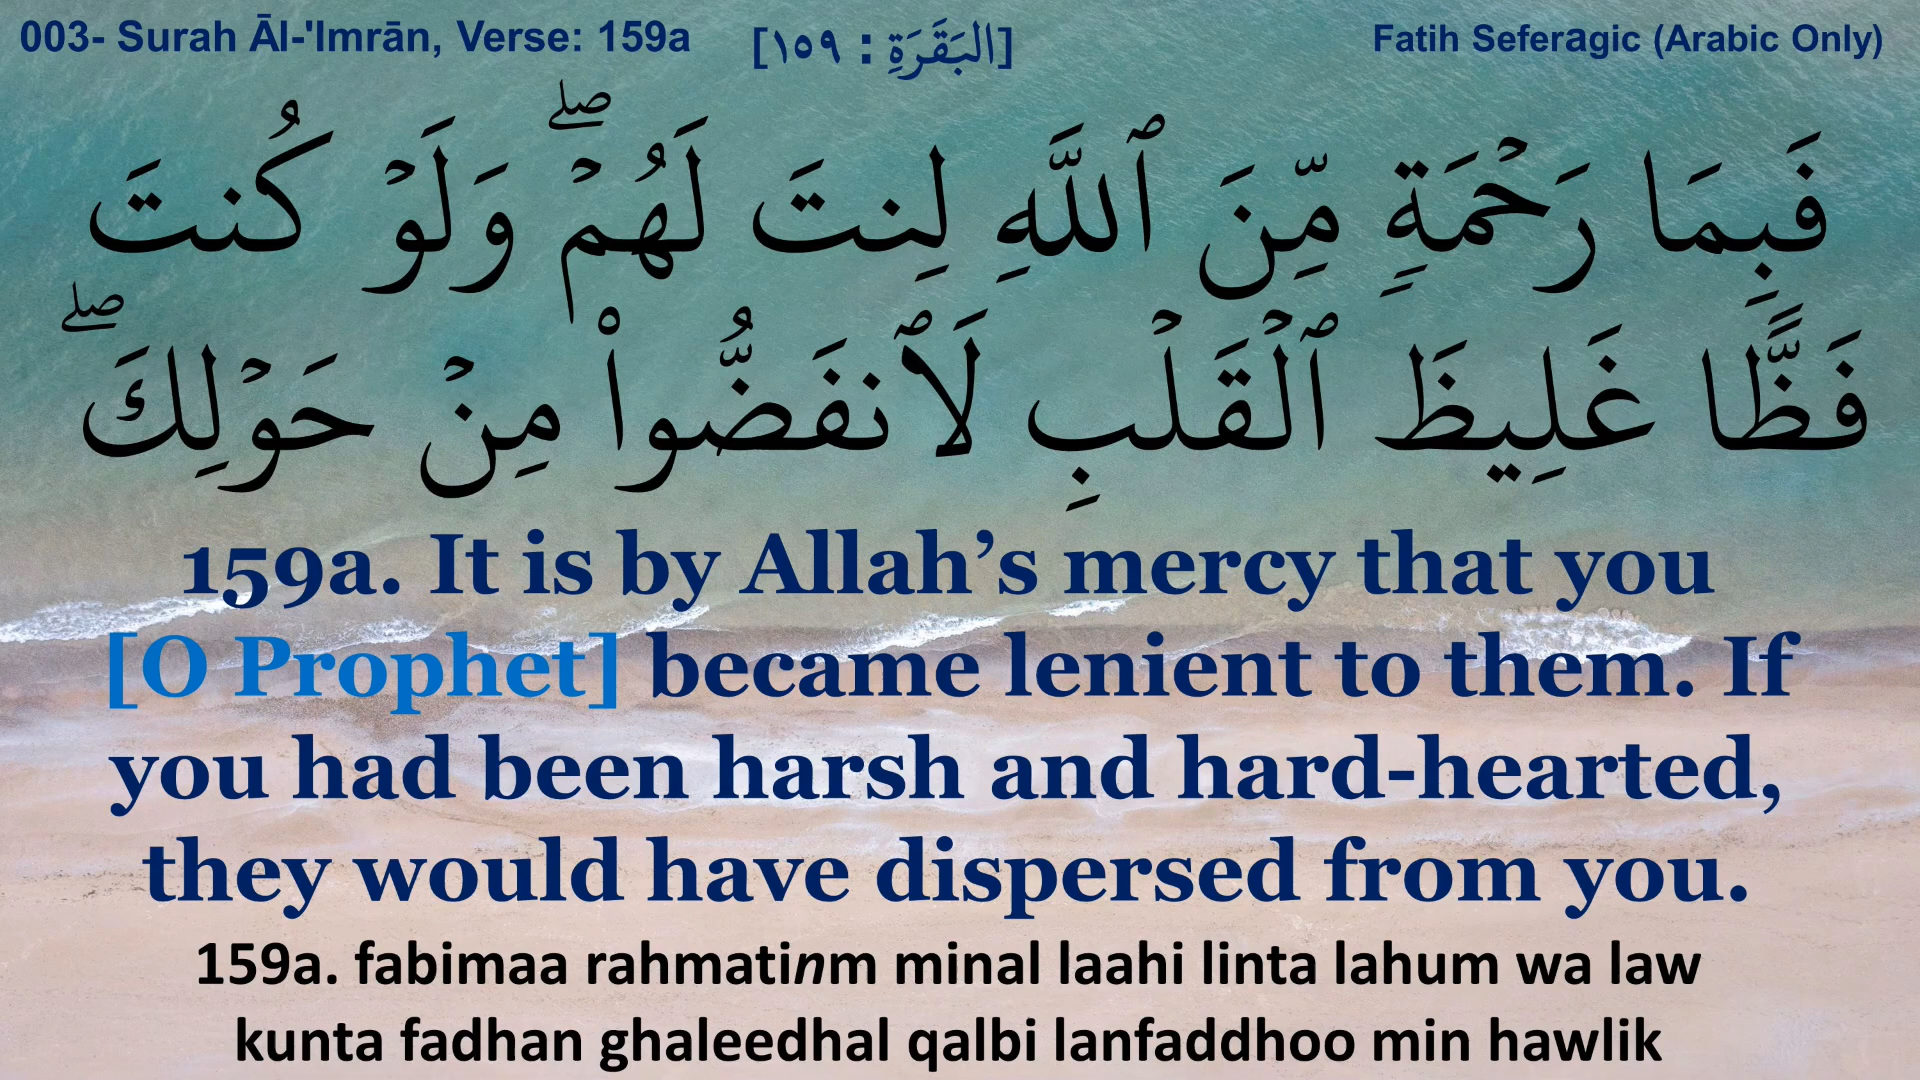 003- Surah Āl-'Imrān, Verse: 159a [البَقَرَةِ : ١٥٩] Fatih Seferagic (Arabic Only)
فَبِمَا رَحۡمَةٖ مِّنَ ٱللَّهِ لِنتَ لَهُمۡۖ وَلَوۡ كُنتَ
فَظًّا غَلِيظَ ٱلۡقَلۡبِ لَٱنفَضُّواْ مِنۡ حَوۡلِكَۖ
159a. It is by Allah’s mercy that you
[O Prophet] became lenient to them. If
you had been harsh and hard-hearted,
they would have dispersed from you.
159a. fabimaa rahmatinm minal laahi linta lahum wa law
kunta fadhan ghaleedhal qalbi lanfaddhoo min hawlik